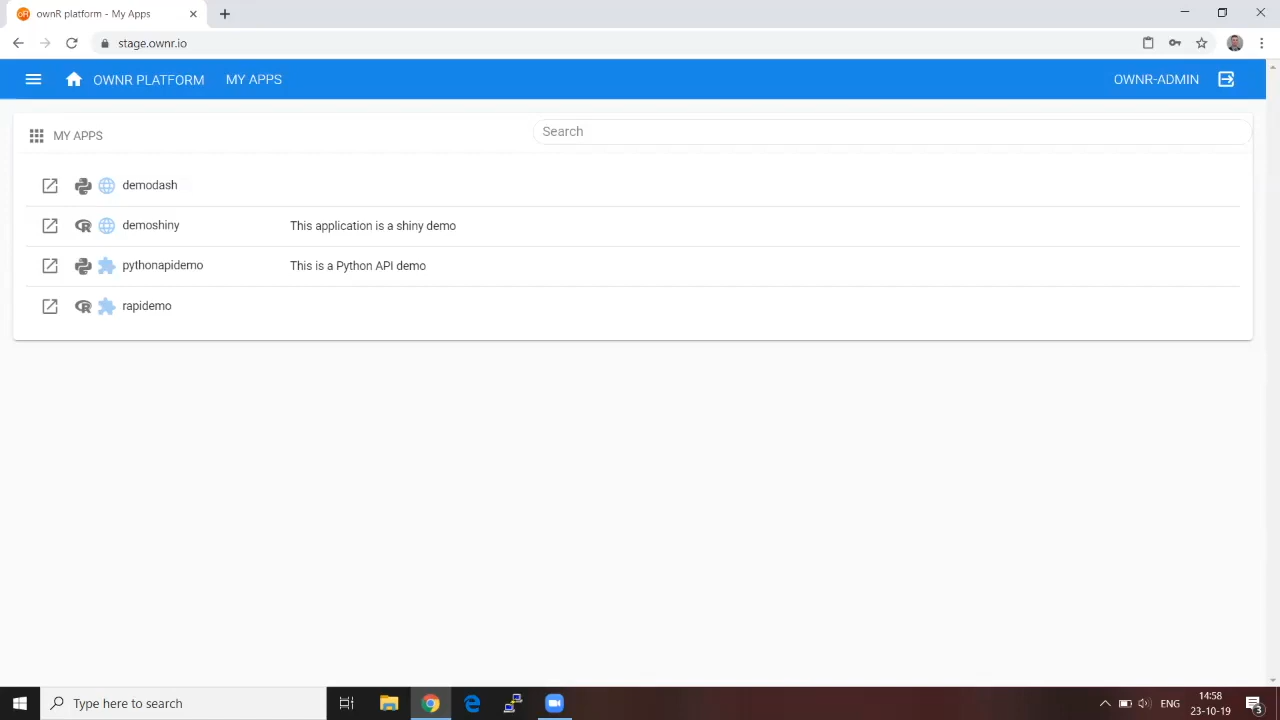 ownR platform - My Apps
stage.ownr.io
OWNR PLATFORM MY APPS OWNR-ADMIN
MY APPS Search
demodash
demoshiny This application is a shiny demo
pythonapidemo This is a Python API demo
rapidemo
Type here to search
ENG
14:58
23-10-19
3